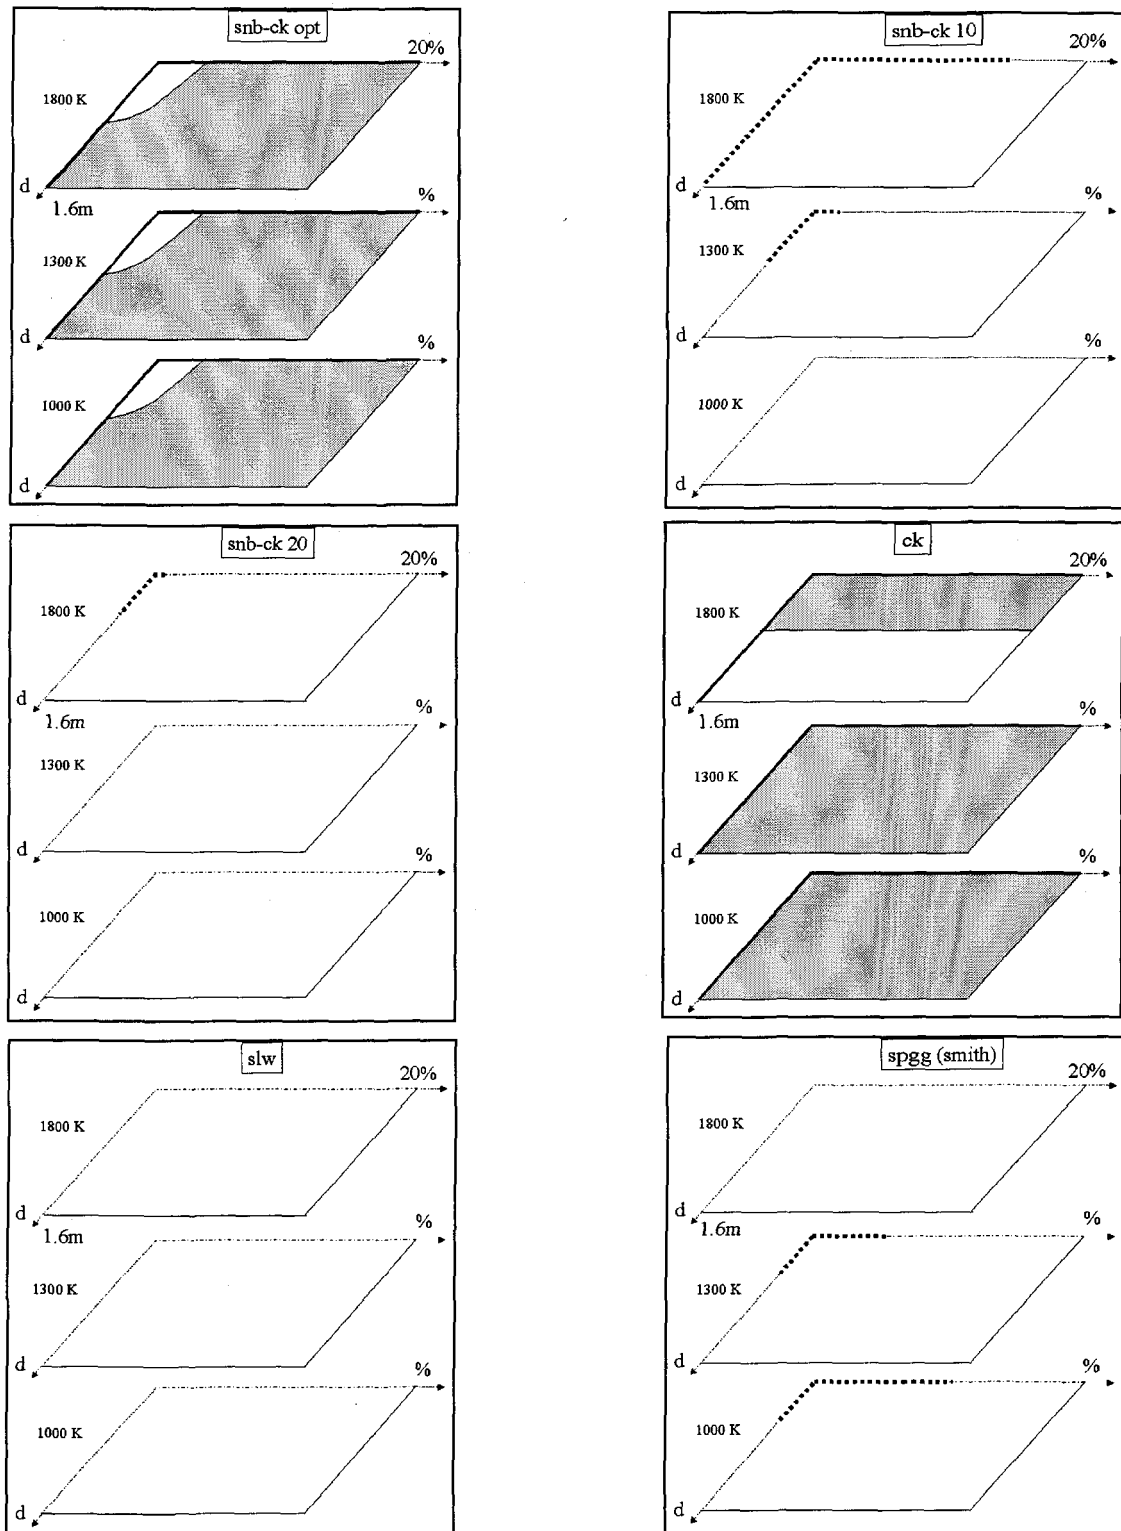 snb-ck opt
20%
1800 K
d
1.6m
%
1300 K
d
%
1000 K
d
snb-ck 10
20%
1800 K
d
1.6m
%
1300 K
d
%
1000 K
d
snb-ck 20
20%
1800 K
d
1.6m
%
1300 K
d
%
1000 K
d
ck
20%
1800 K
d
1.6m
%
1300 K
d
%
1000 K
d
slw
20%
1800 K
d
1.6m
%
1300 K
d
%
1000 K
d
spgg (smith)
20%
1800 K
d
1.6m
%
1300 K
d
%
1000 K
d